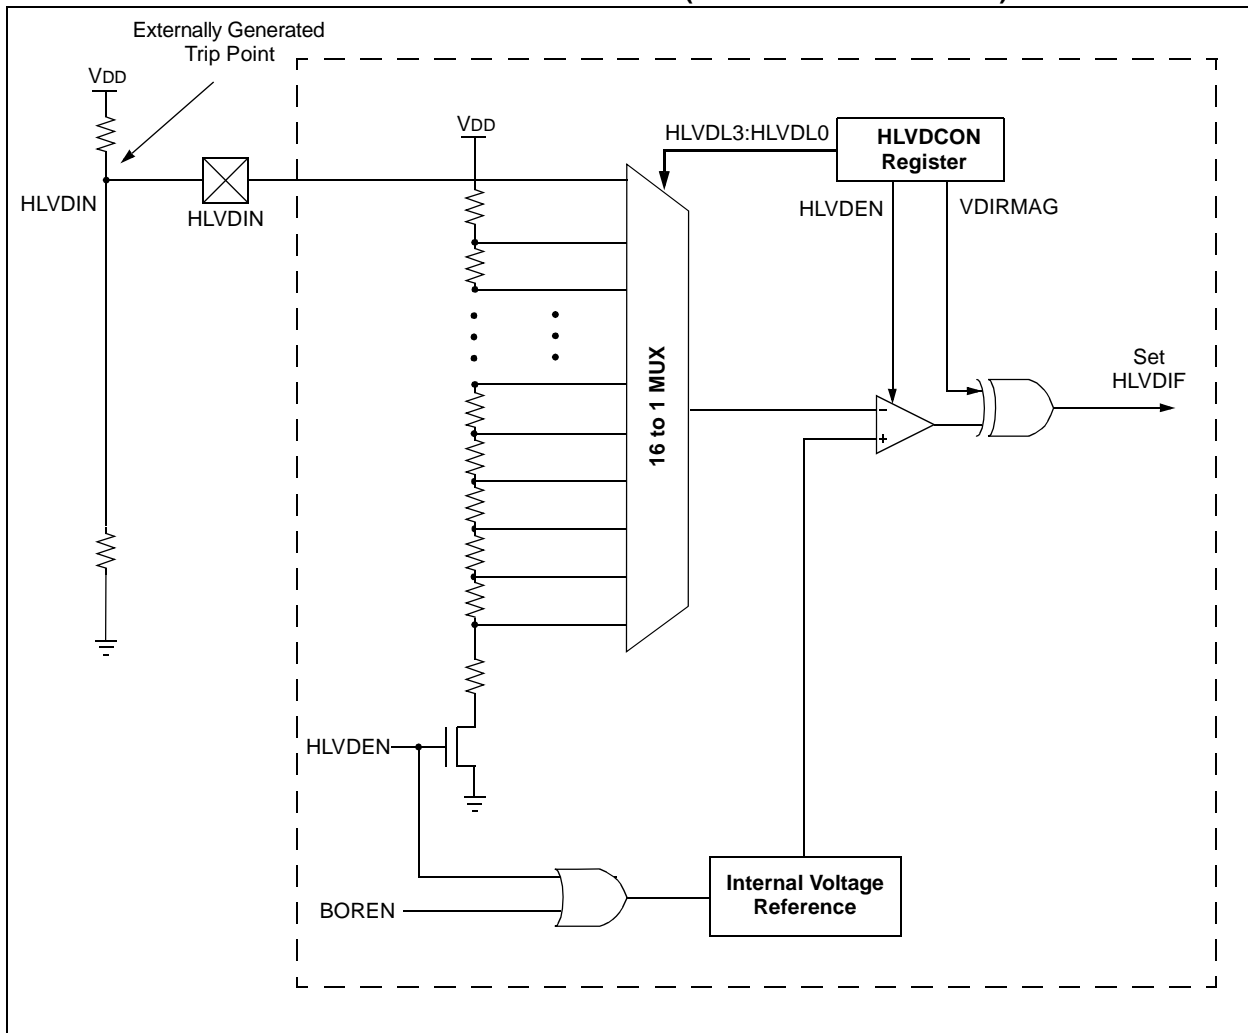 Externally Generated
Trip Point
VDD
VDD
HLVDL3:HLVDL0
HLVDCON
Register
HLVDIN
HLVDIN
HLVDEN
VDIRMAG
16 to 1 MUX
Set
HLVDIF
-
+
HLVDEN
BOREN
Internal Voltage
Reference